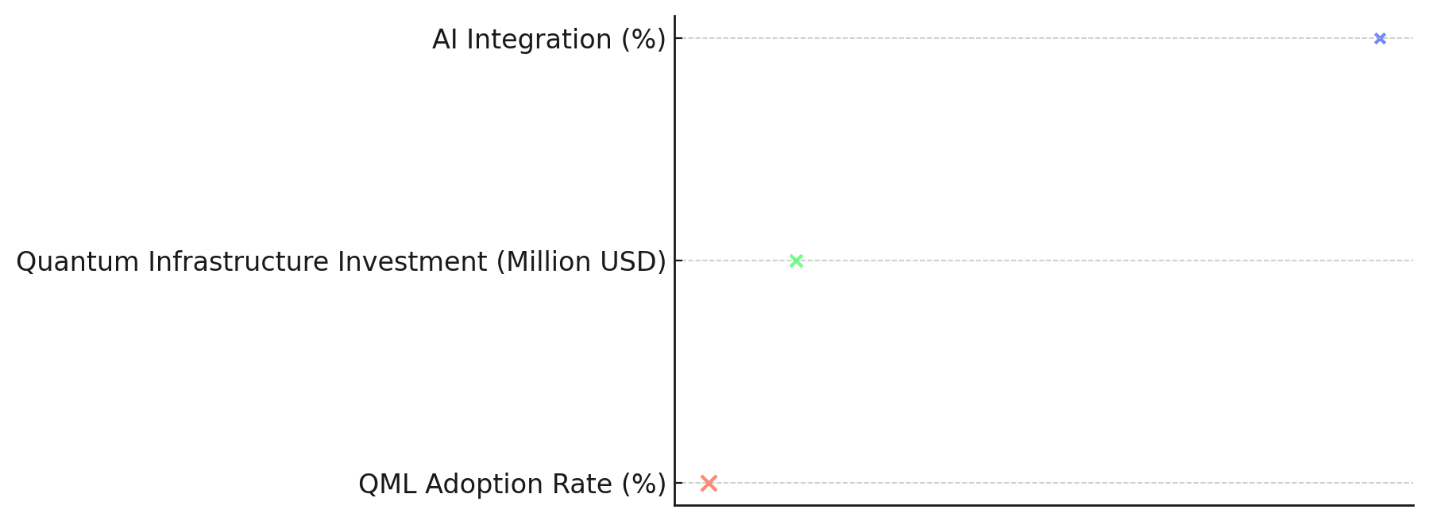 AI Integration (%)
Quantum Infrastructure Investment (Million USD)
QML Adoption Rate (%)